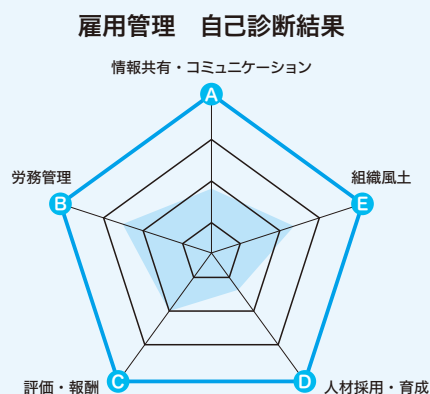 雇用管理　自己診断結果
情報共有・コミュニケーション
A
労務管理
組織風土
B
E
C
D
評価・報酬
人材採用・育成